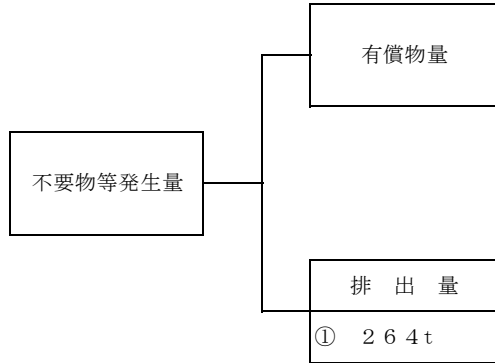 有償物量
不要物等発生量
排　出　量
①　２６４t